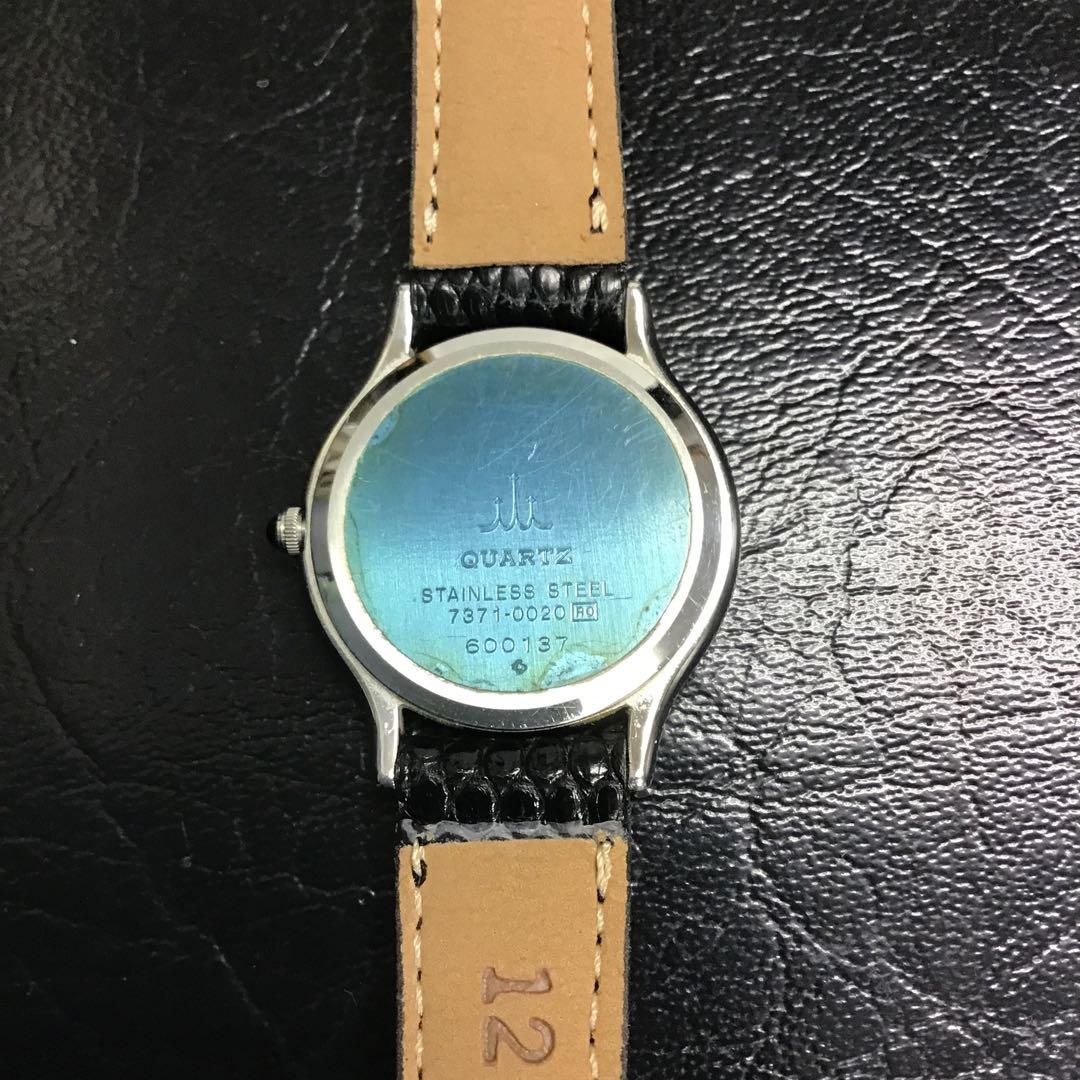 QUARTZ
STAINLESS STEEL
7371-0020 RO
600137
12